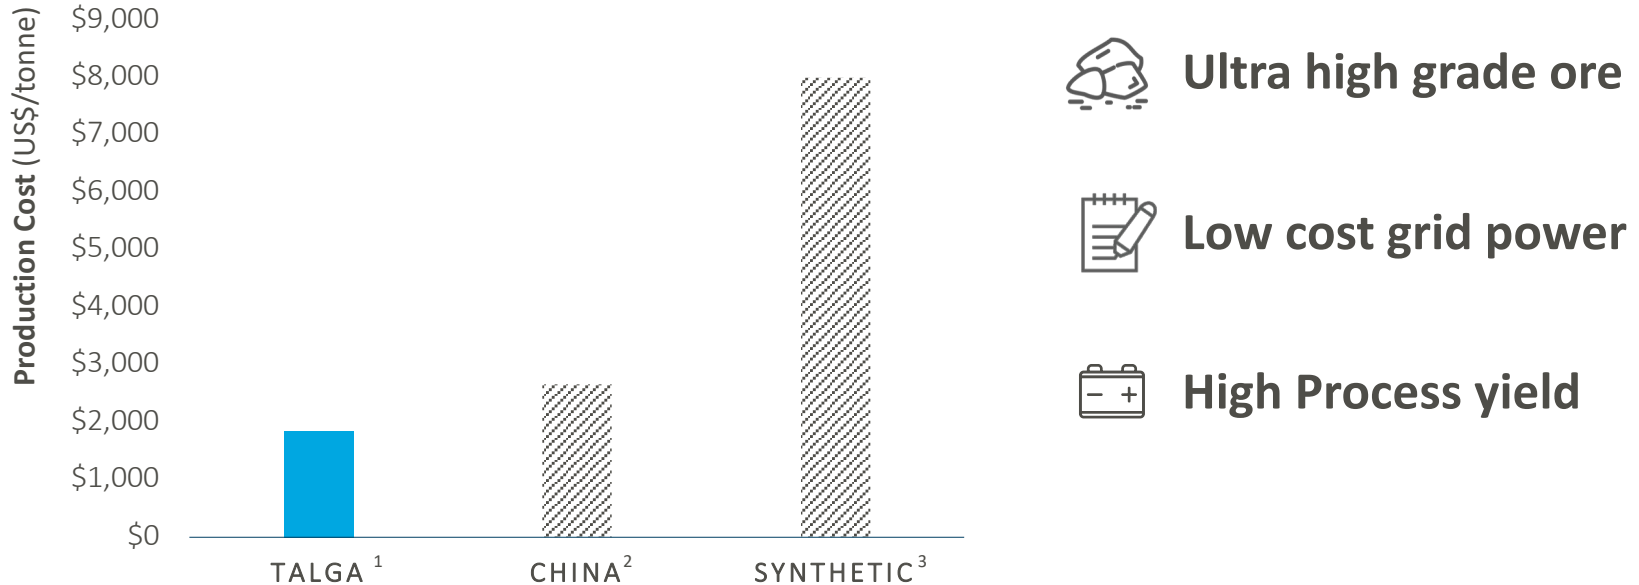 Production Cost (US$/tonne)
$9,000
$8,000
$7,000
$6,000
$5,000
$4,000
$3,000
$2,000
$1,000
$0
TALGA 1
CHINA 2
SYNTHETIC 3
Ultra high grade ore
Low cost grid power
High Process yield